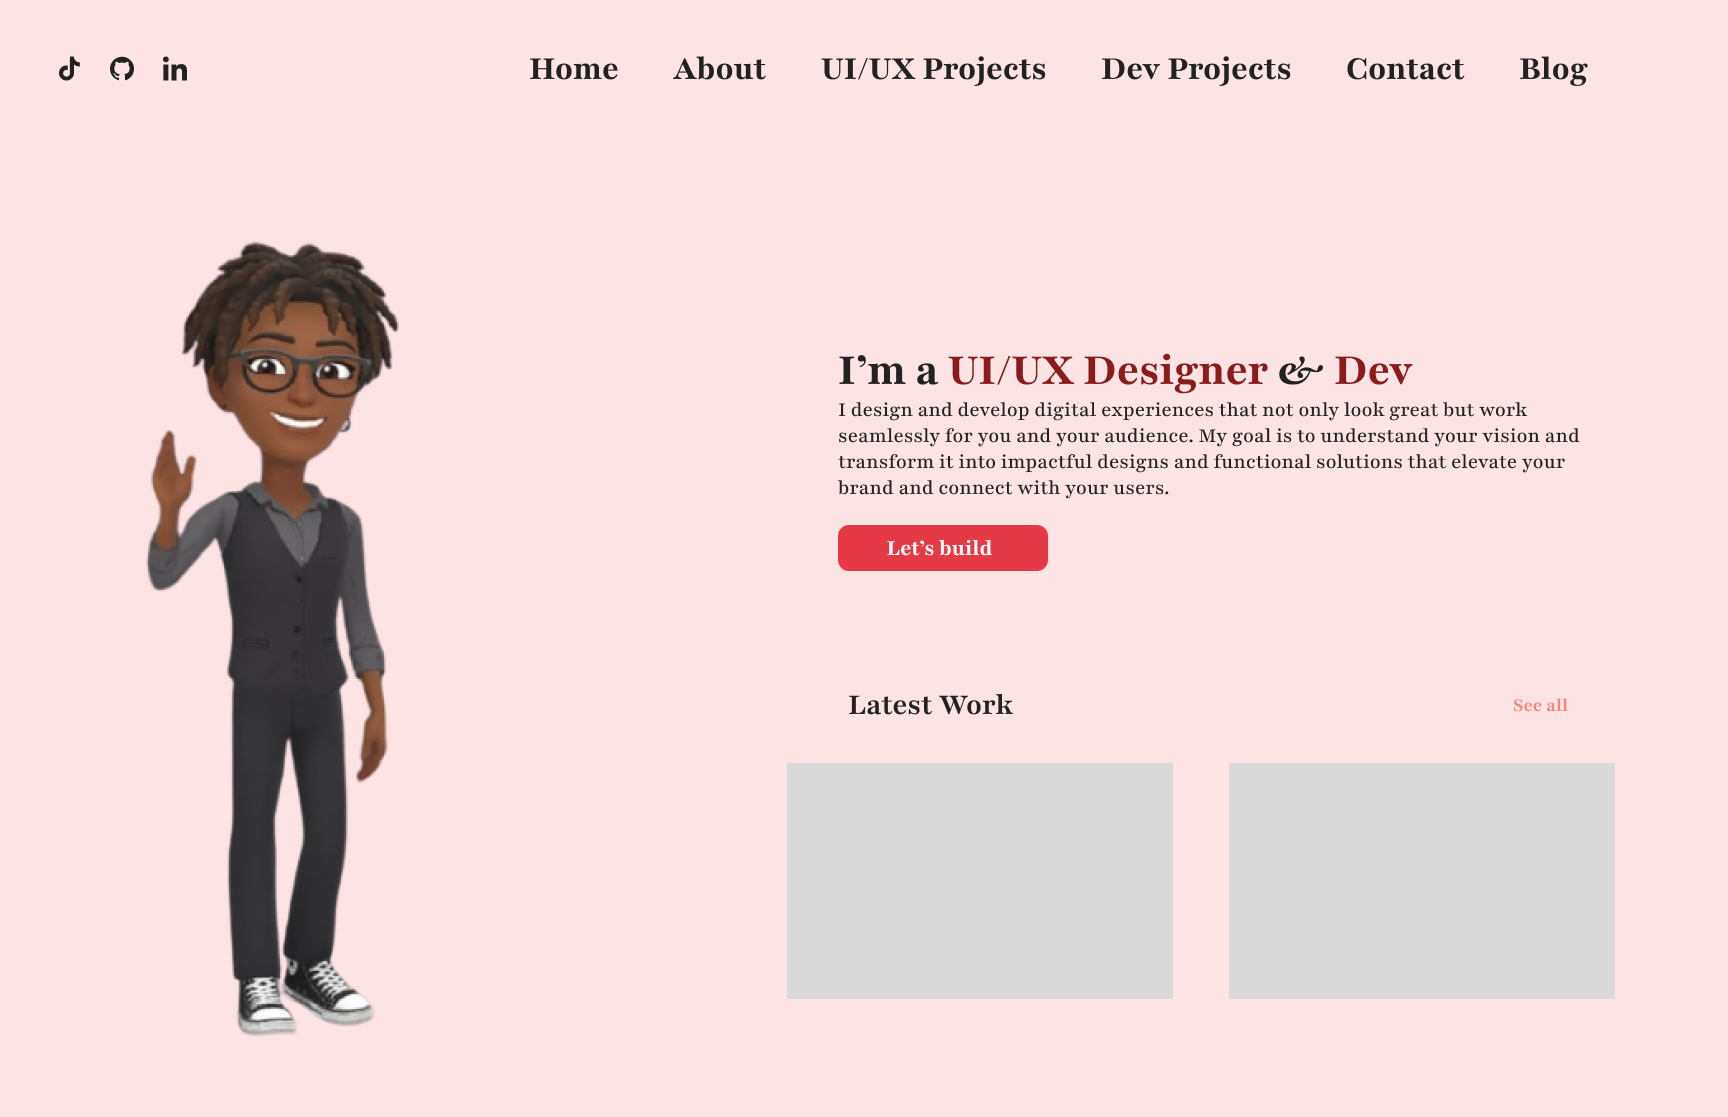 Home About UI/UX Projects Dev Projects Contact Blog
I’m a UI/UX Designer & Dev
I design and develop digital experiences that not only look great but work
seamlessly for you and your audience. My goal is to understand your vision and
transform it into impactful designs and functional solutions that elevate your
brand and connect with your users.
Let’s build
Latest Work
See all